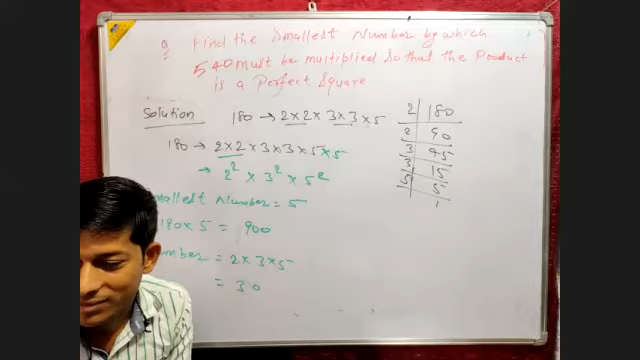 Q Find the Smallest Number by which
540 must be multiplied So that the Product
is a Perfect Square
Solution 180 → 2 × 2 × 3 × 3 × 5
180 → 2 × 2 × 3 × 3 × 5 × 5
→ 2² × 3² × 5²
Smallest Number = 5
180 × 5 = 900
umber = 2 × 3 × 5
= 30
2 | 180
2 | 90
3 | 45
3 | 15
5 | 5
1